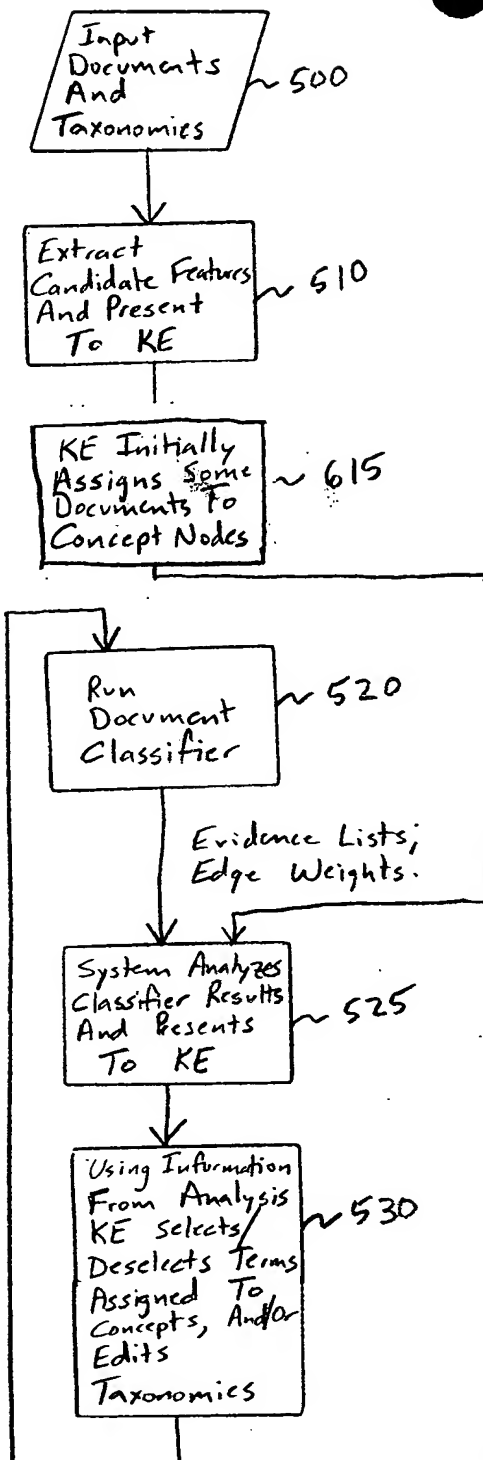 Input
Documents
And
Taxonomies
500
Extract
Candidate Features
And Present
To KE
510
KE Initially
Assigns Some
Documents To
Concept Nodes
615
Run
Document
Classifier
520
Evidence Lists;
Edge Weights.
System Analyzes
Classifier Results
And Presents
To KE
525
Using Information
From Analysis
KE Selects/
Deselects Terms
Assigned To
Concepts, And/Or
Edits
Taxonomies
530